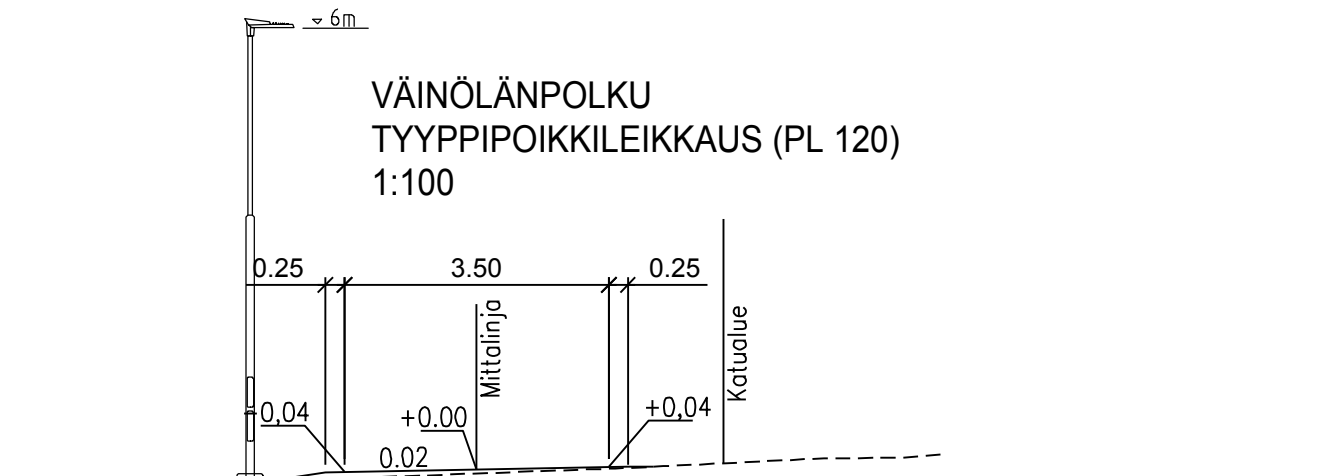 6m
VÄINÖLÄNPOLKU
TYYPPIPOIKKILEIKKAUS (PL 120)
1:100
0.25 3.50 0.25
Mittalinja
Katualue
-0,04 +0.00 +0,04
0.02